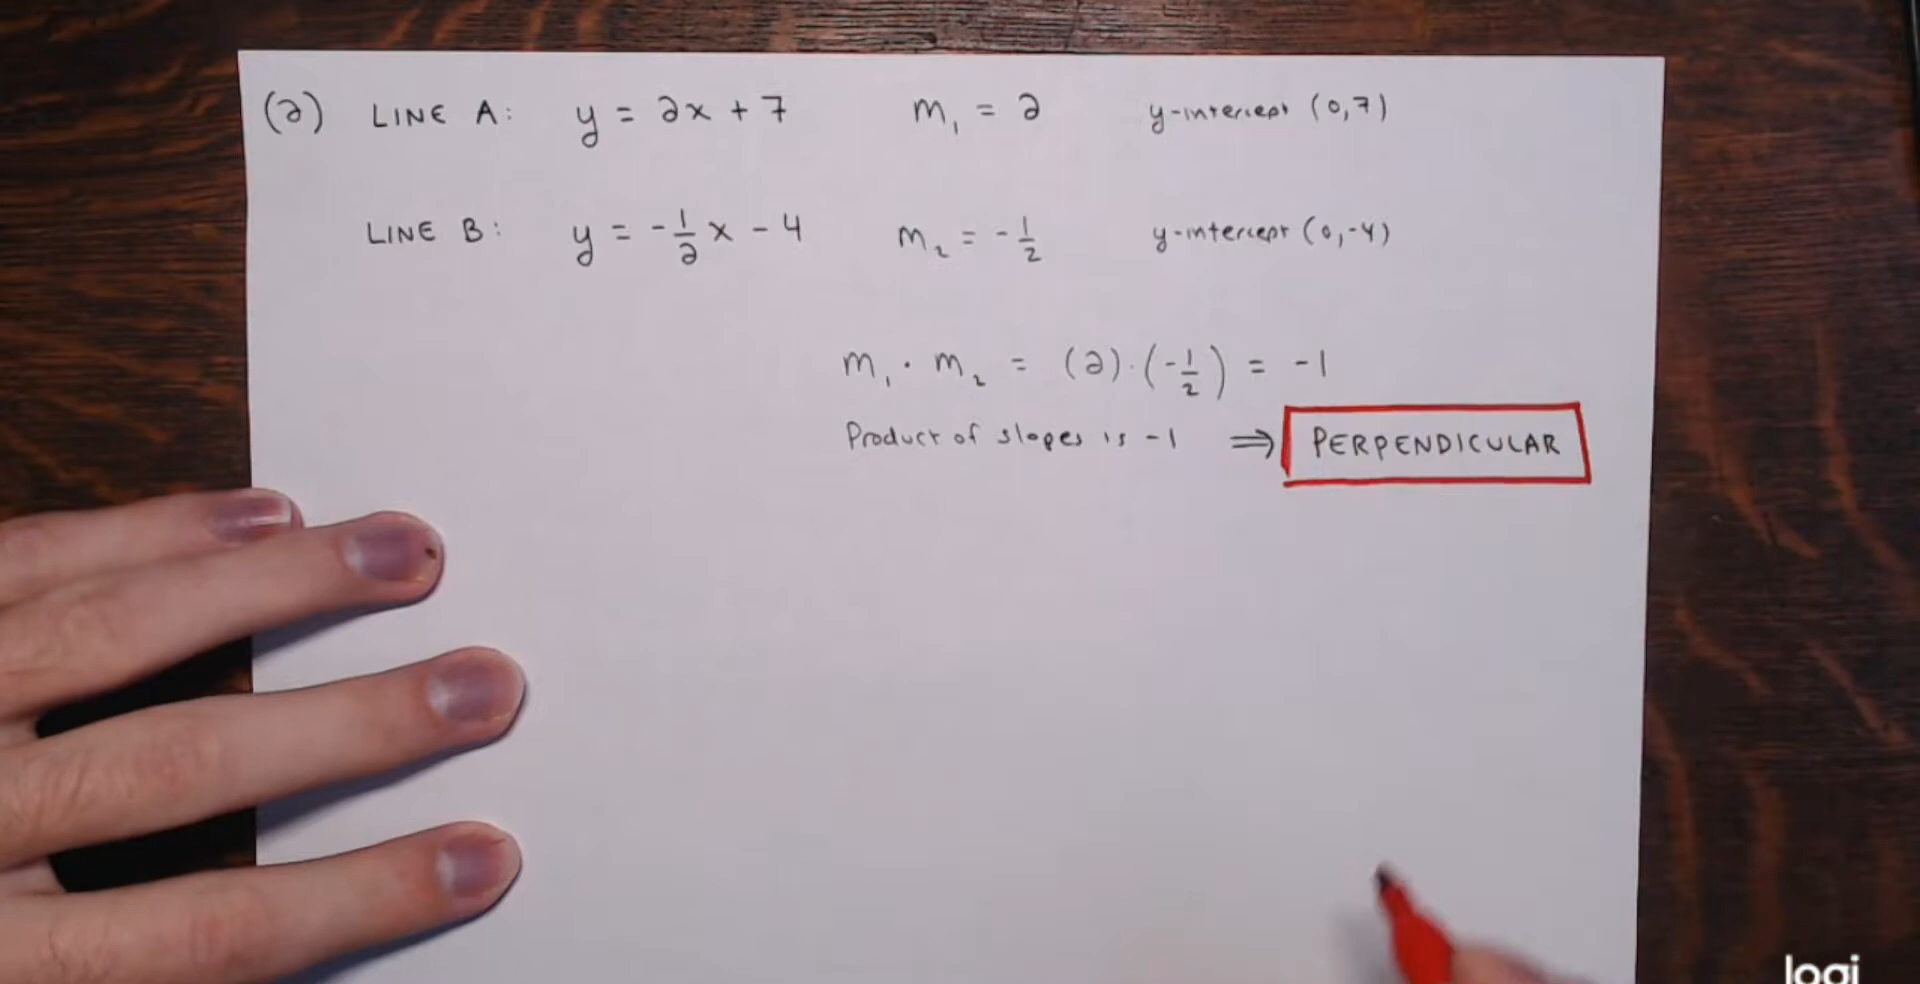 (2) LINE A: y = 2x + 7 m₁ = 2 y-intercept (0,7)
LINE B: y = -1/2 x - 4 m₂ = -1/2 y-intercept (0,-4)
m₁ · m₂ = (2) · (-1/2) = -1
Product of slopes is -1 ⇒ PERPENDICULAR
logi